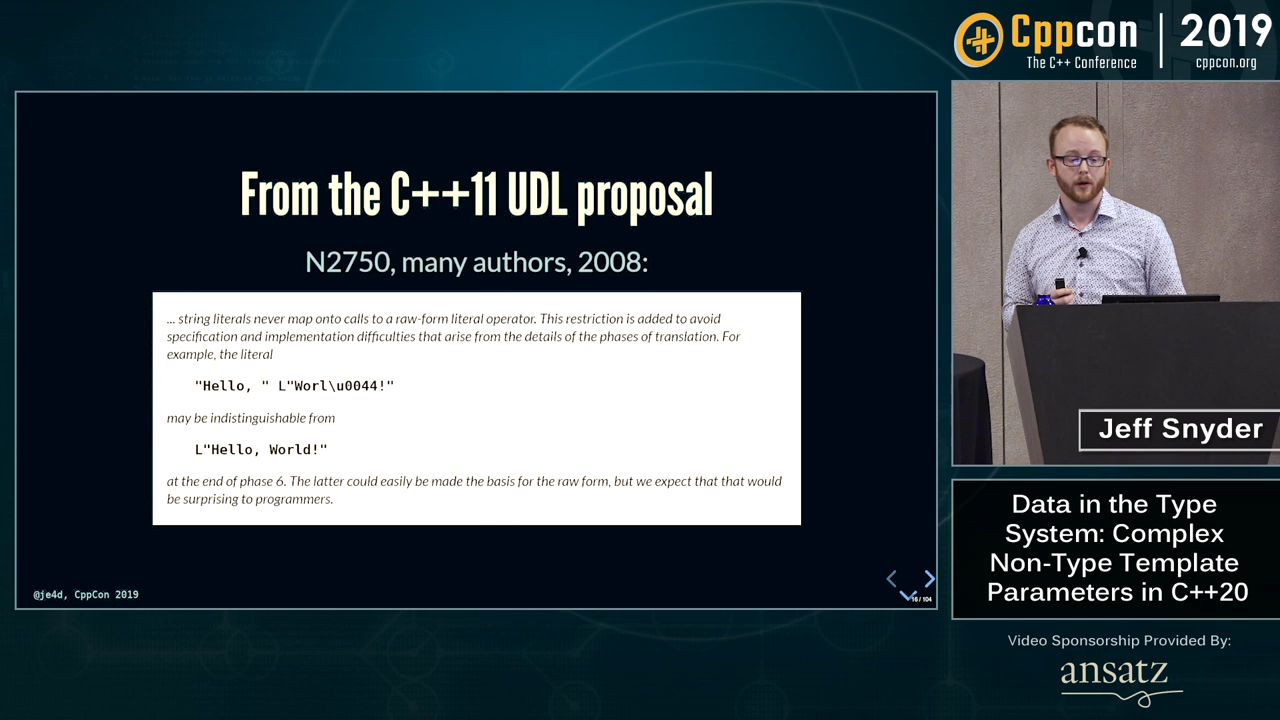 Cppcon
The C++ Conference
2019
cppcon.org
From the C++11 UDL proposal
N2750, many authors, 2008:
... string literals never map onto calls to a raw-form literal operator. This restriction is added to avoid
specification and implementation difficulties that arise from the details of the phases of translation. For
example, the literal
"Hello, " L"Worl\u0044!"
may be indistinguishable from
L"Hello, World!"
at the end of phase 6. The latter could easily be made the basis for the raw form, but we expect that that would
be surprising to programmers.
@je4d, CppCon 2019
16 / 104
Jeff Snyder
Data in the Type
System: Complex
Non-Type Template
Parameters in C++20
Video Sponsorship Provided By:
ansatz